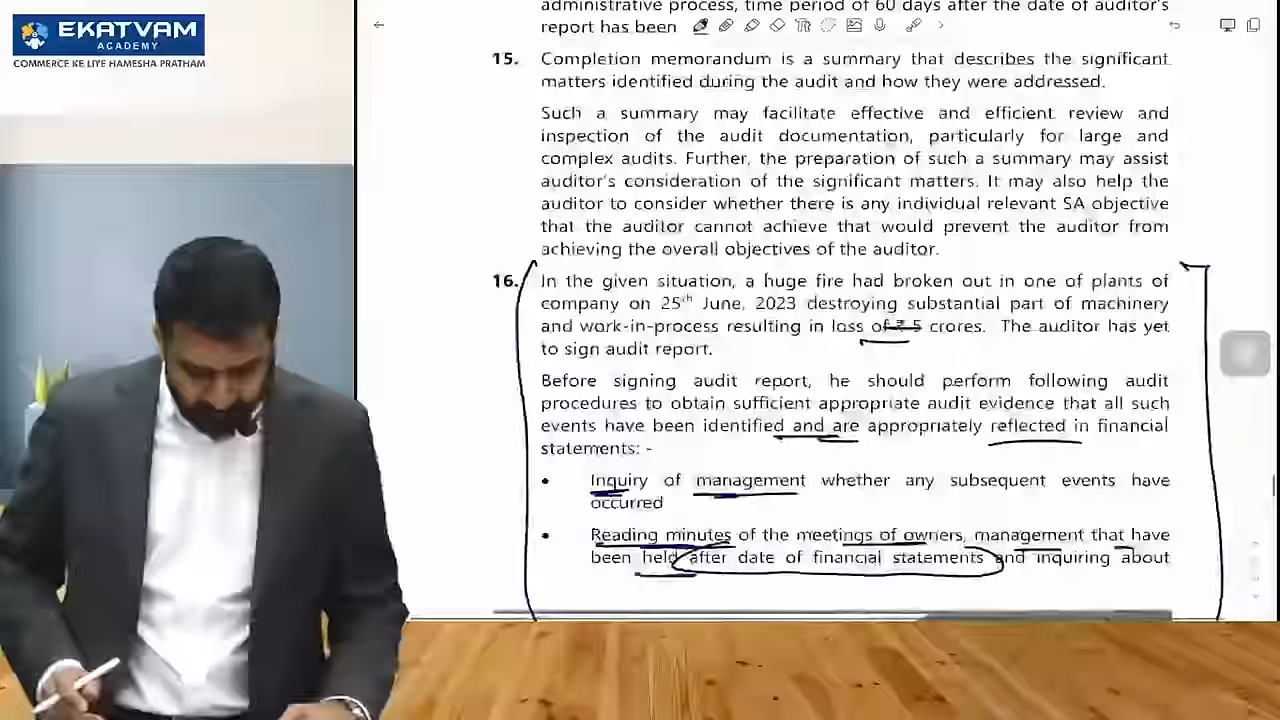 EKATVAM
ACADEMY
COMMERCE KE LIYE HAMESHA PRATHAM
administrative process, time period of 60 days after the date of auditor's
report has been
15. Completion memorandum is a summary that describes the significant
matters identified during the audit and how they were addressed.
Such a summary may facilitate effective and efficient review and
inspection of the audit documentation, particularly for large and
complex audits. Further, the preparation of such a summary may assist
auditor's consideration of the significant matters. It may also help the
auditor to consider whether there is any individual relevant SA objective
that the auditor cannot achieve that would prevent the auditor from
achieving the overall objectives of the auditor.
16. In the given situation, a huge fire had broken out in one of plants of
company on 25th June, 2023 destroying substantial part of machinery
and work-in-process resulting in loss of ₹ 5 crores. The auditor has yet
to sign audit report.
Before signing audit report, he should perform following audit
procedures to obtain sufficient appropriate audit evidence that all such
events have been identified and are appropriately reflected in financial
statements: -
• Inquiry of management whether any subsequent events have
occurred
• Reading minutes of the meetings of owners, management that have
been held after date of financial statements and inquiring about